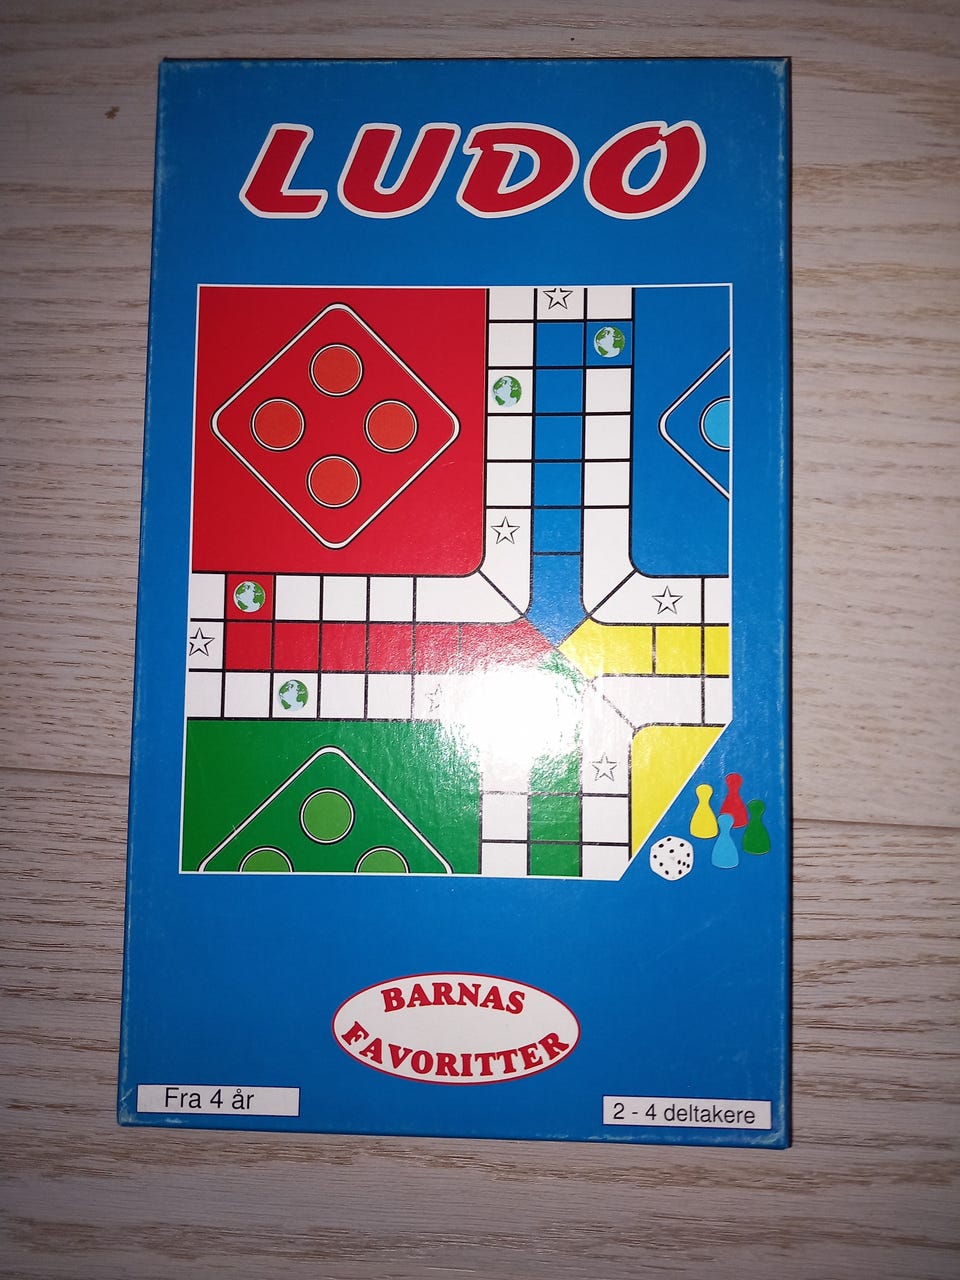 LUDO
BARNAS
FAVORITTER
Fra 4 år
2 - 4 deltakere